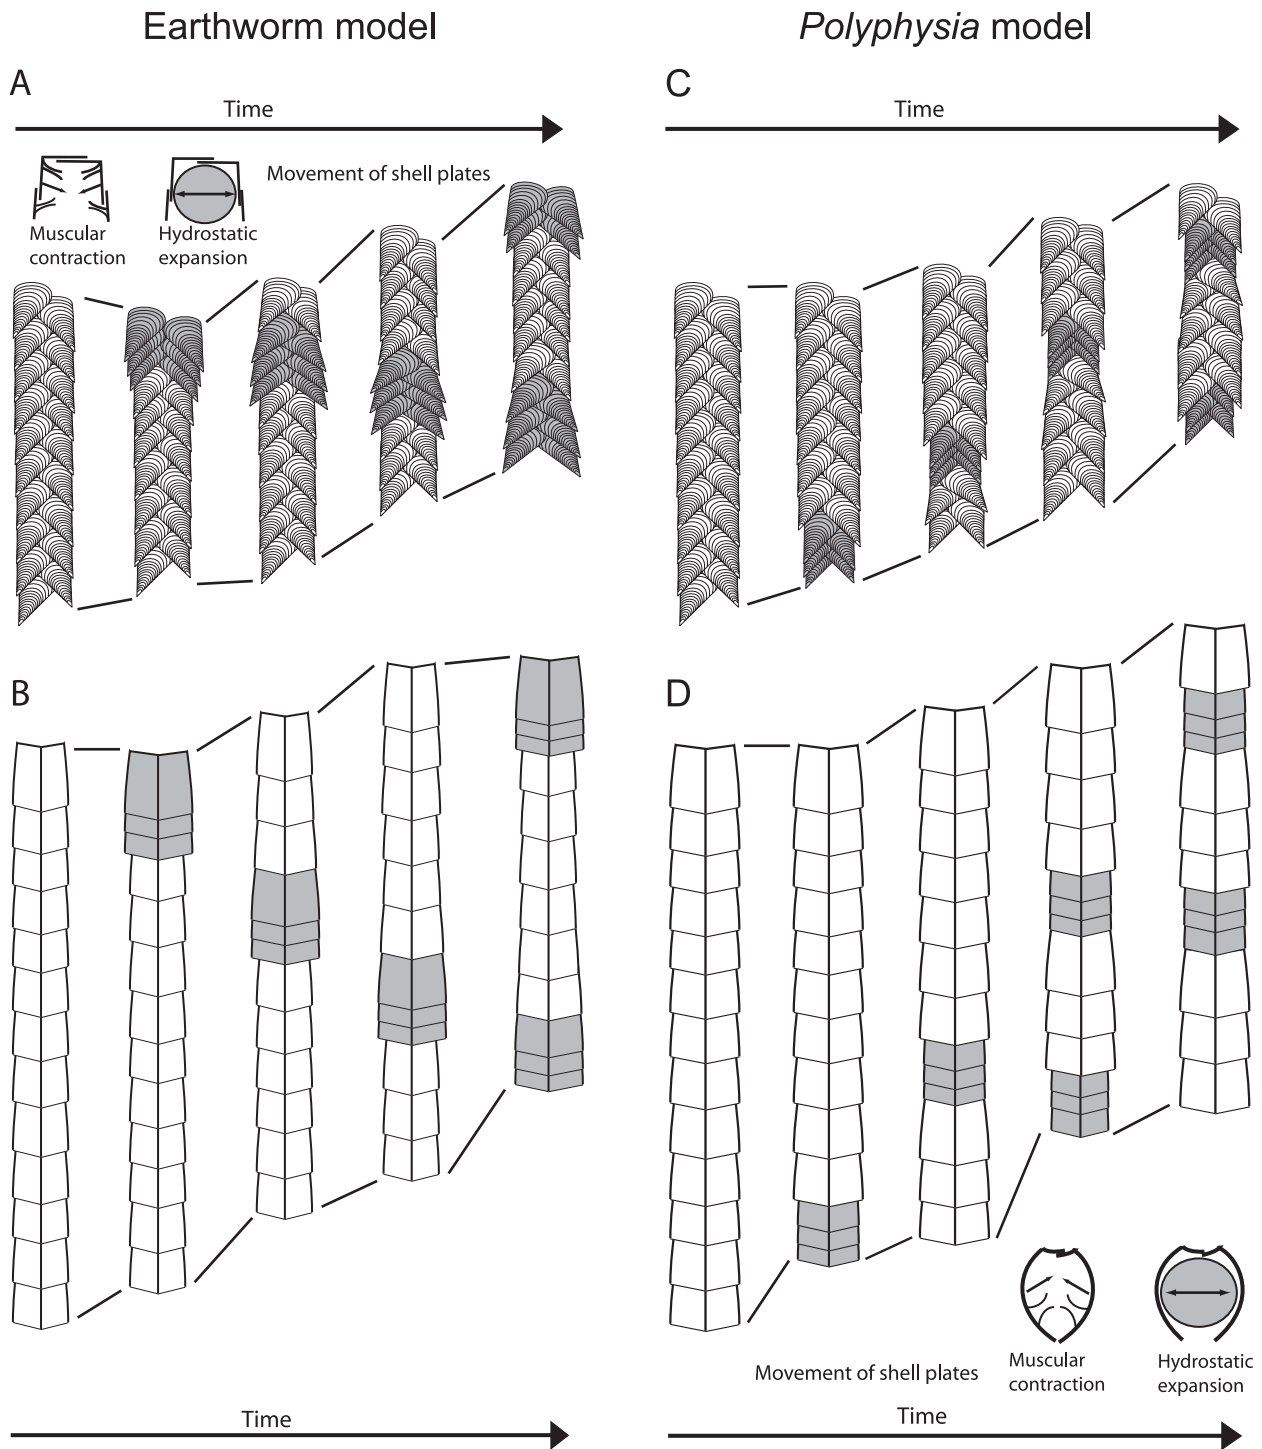 Earthworm model
Polyphysia model
A
Time
Muscular
contraction
Hydrostatic
expansion
Movement of shell plates
C
Time
B
D
Movement of shell plates
Muscular
contraction
Hydrostatic
expansion
Time
Time